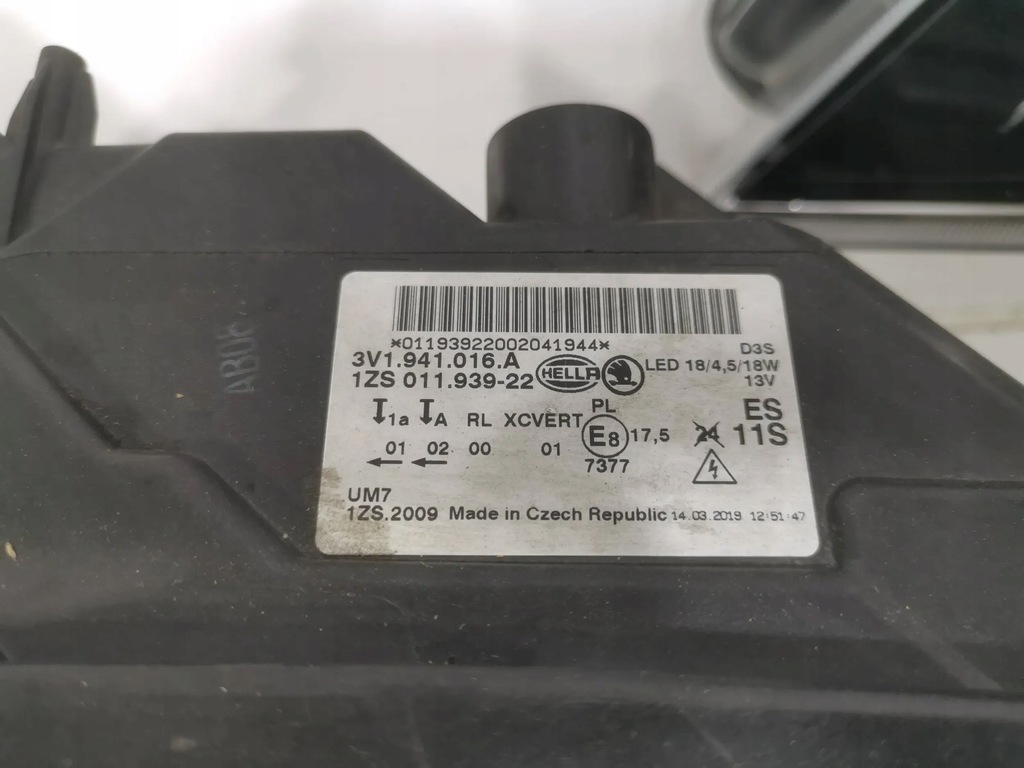 *011939222002041944*
3V1.941.016.A
D3S
1ZS 011.939-22
HELLA
LED 18/4,5/18W
13V
1a A RL XCVERT PL
ES
01 02 00 01 E8 17,5 24 11S
7377
UM7
1ZS.2009 Made in Czech Republic 14.03.2019 12:51:47